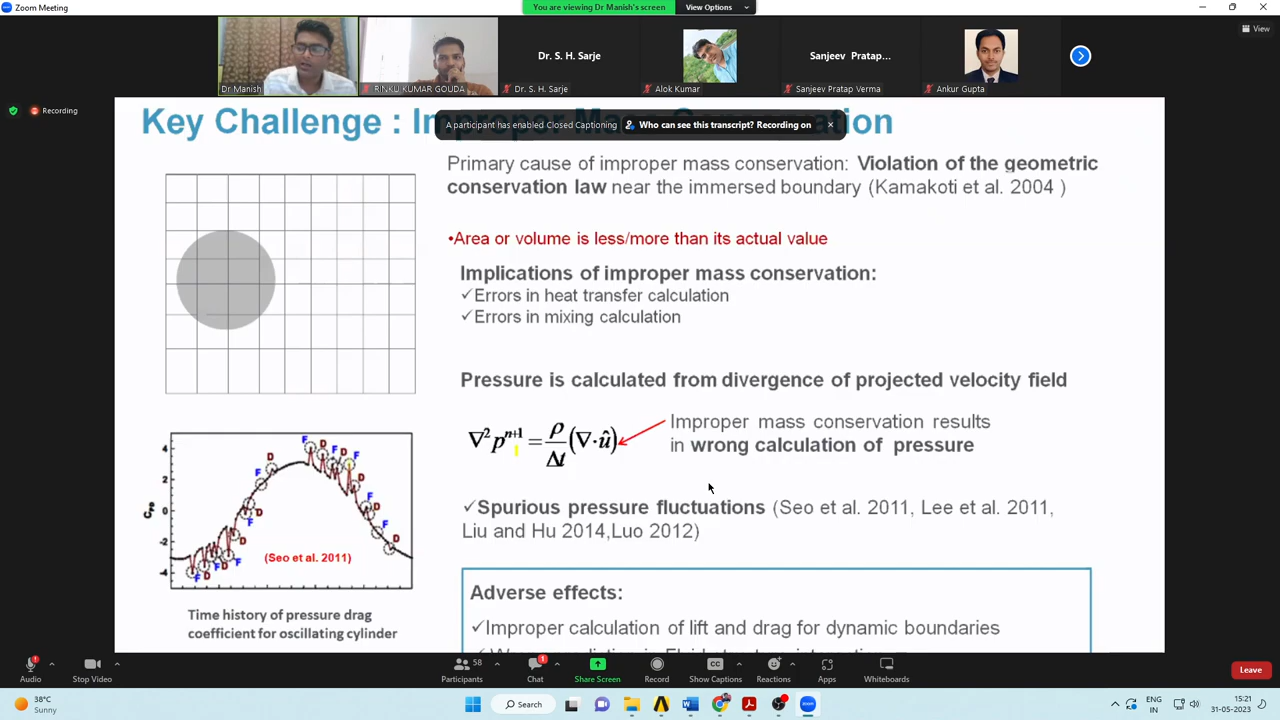 Zoom Meeting
You are viewing Dr Manish's screen
View Options
View
Recording
Dr Manish
RINKU KUMAR GOUDA
Dr. S. H. Sarje
Dr. S. H. Sarje
Alok Kumar
Sanjeev Pratap...
Sanjeev Pratap Verma
Ankur Gupta
A participant has enabled Closed Captioning
Who can see this transcript? Recording on
Key Challenge : Improper
Primary cause of improper mass conservation: Violation of the geometric
conservation law near the immersed boundary (Kamakoti et al. 2004 )
•Area or volume is less/more than its actual value
Implications of improper mass conservation:
✓Errors in heat transfer calculation
✓Errors in mixing calculation
Pressure is calculated from divergence of projected velocity field
∇²pⁿ⁺¹ = ρ/Δt (∇·û)
Improper mass conservation results
in wrong calculation of pressure
✓Spurious pressure fluctuations (Seo et al. 2011, Lee et al. 2011,
Liu and Hu 2014,Luo 2012)
Adverse effects:
✓Improper calculation of lift and drag for dynamic boundaries
4
2
0
-2
-4
C_PD
F D F D F D F D
(Seo et al. 2011)
Time history of pressure drag
coefficient for oscillating cylinder
Audio
Stop Video
Participants
58
Chat
1
Share Screen
Record
CC
Show Captions
Reactions
Apps
Whiteboards
Leave
38°C
Sunny
Search
ENG
IN
15:21
31-05-2023